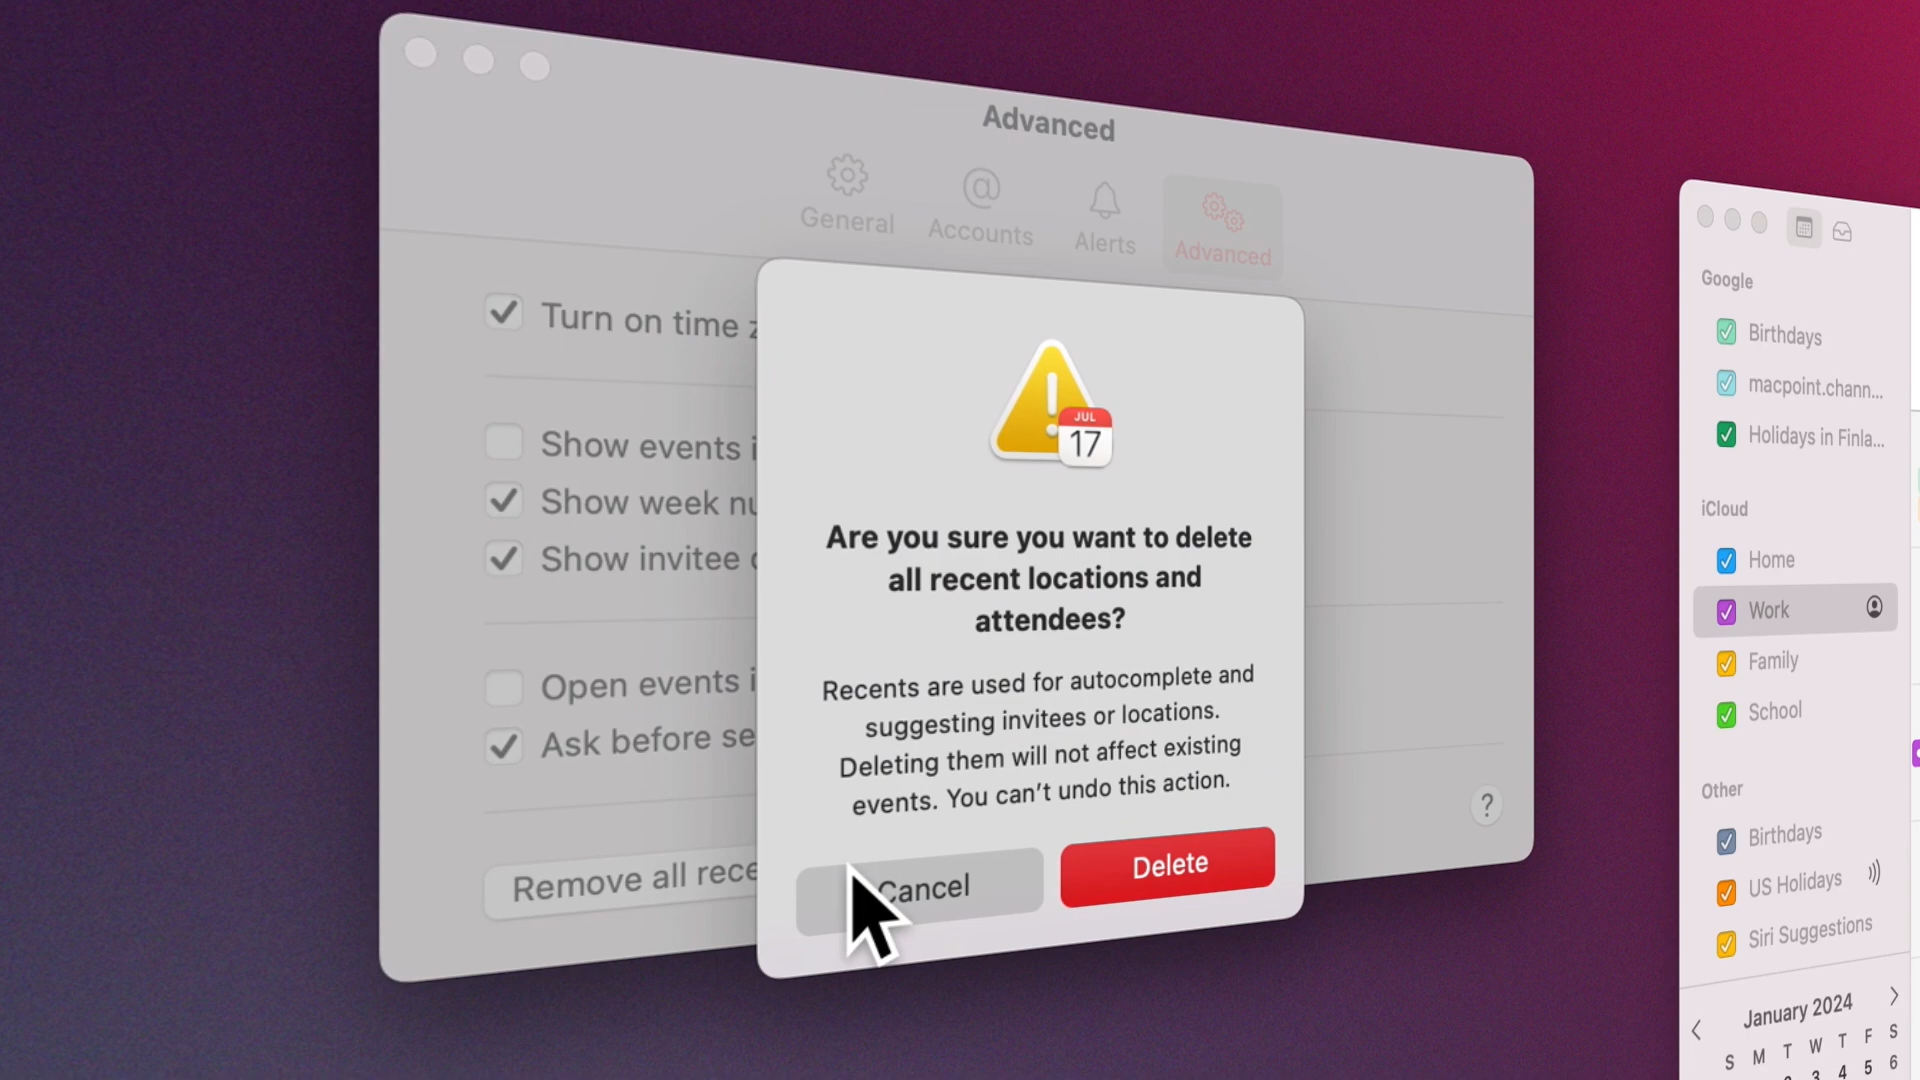 Advanced
General
Accounts
Alerts
Advanced
Turn on time
Show events
Show week
Show invitee
Open events
Ask before
Remove all
JUL
17
Are you sure you want to delete
all recent locations and
attendees?
Recents are used for autocomplete and
suggesting invitees or locations.
Deleting them will not affect existing
events. You can’t undo this action.
Cancel
Delete
?
Google
Birthdays
macpoint.chann...
Holidays in Finla...
iCloud
Home
Work
Family
School
Other
Birthdays
US Holidays
Siri Suggestions
January 2024
S M T W T F S
3 4 5 6